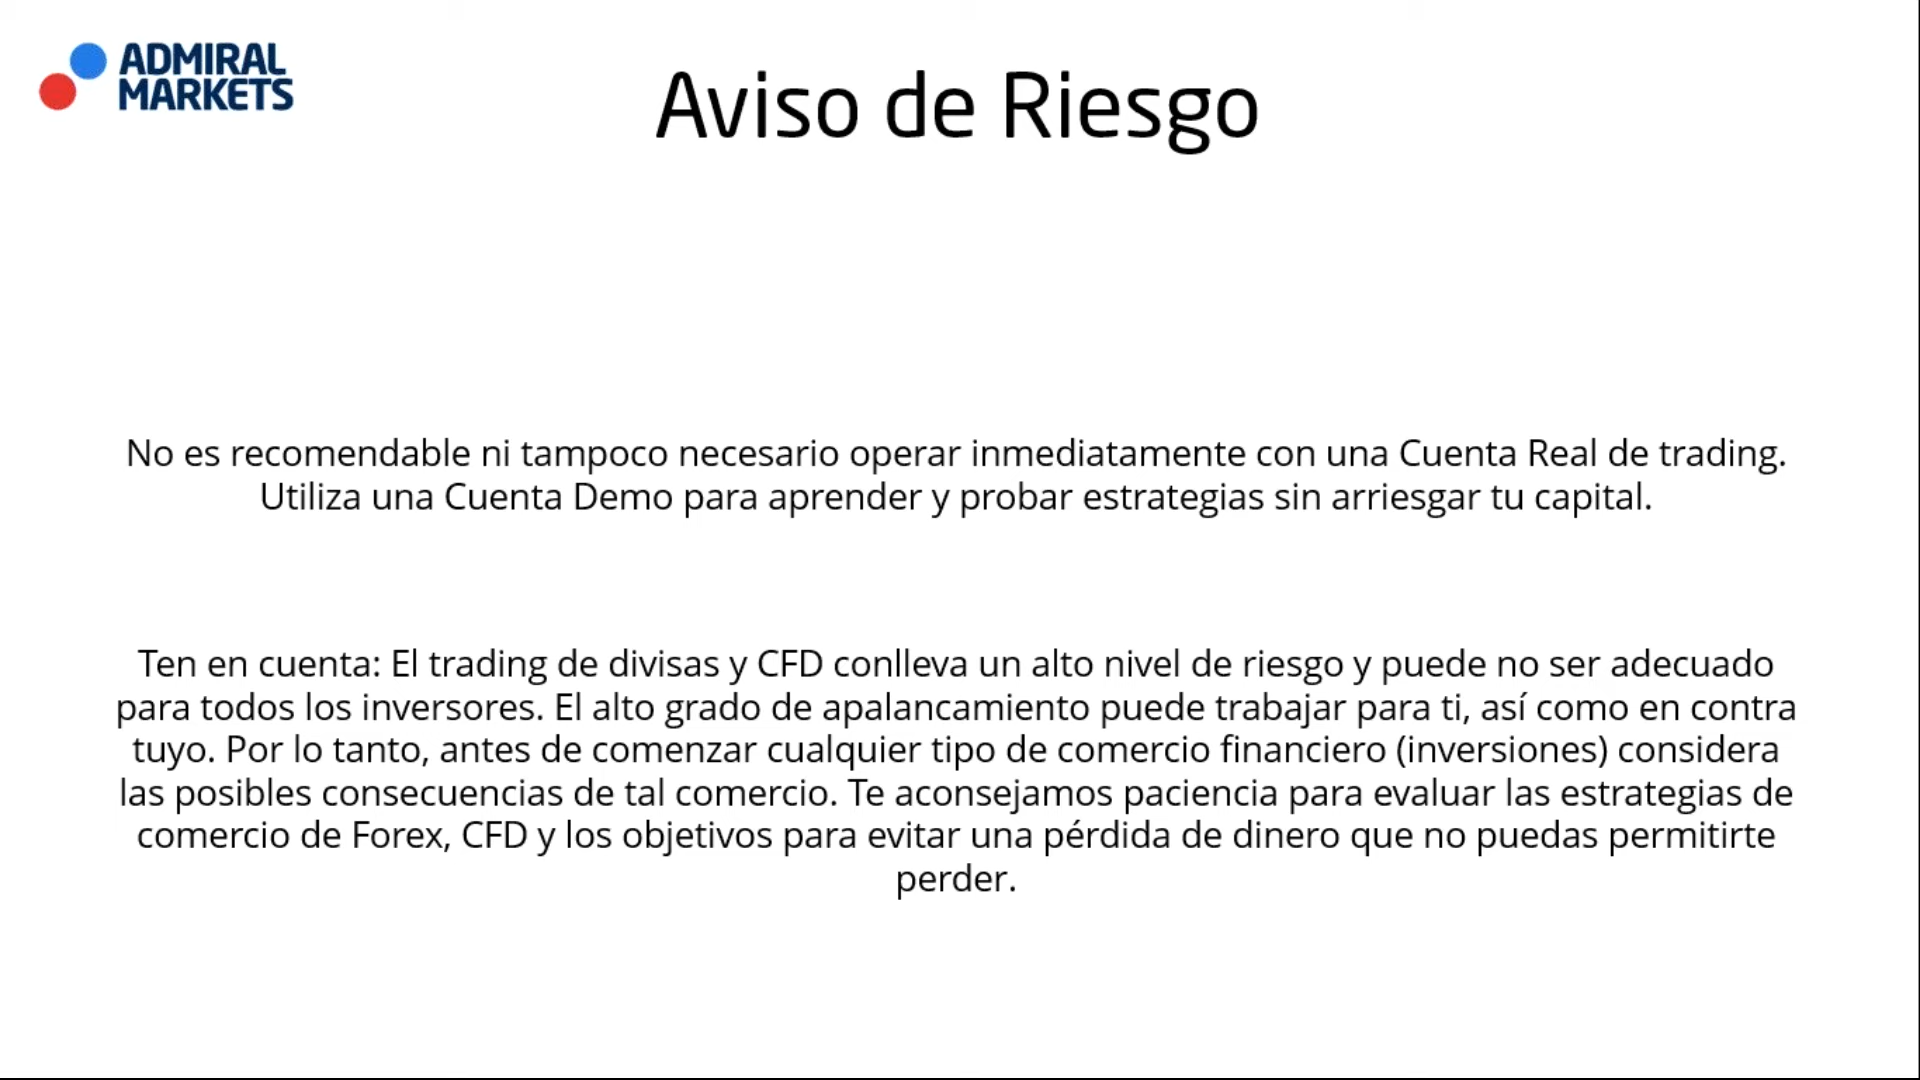 ADMIRAL
MARKETS
Aviso de Riesgo
No es recomendable ni tampoco necesario operar inmediatamente con una Cuenta Real de trading.
Utiliza una Cuenta Demo para aprender y probar estrategias sin arriesgar tu capital.
Ten en cuenta: El trading de divisas y CFD conlleva un alto nivel de riesgo y puede no ser adecuado
para todos los inversores. El alto grado de apalancamiento puede trabajar para ti, así como en contra
tuyo. Por lo tanto, antes de comenzar cualquier tipo de comercio financiero (inversiones) considera
las posibles consecuencias de tal comercio. Te aconsejamos paciencia para evaluar las estrategias de
comercio de Forex, CFD y los objetivos para evitar una pérdida de dinero que no puedas permitirte
perder.